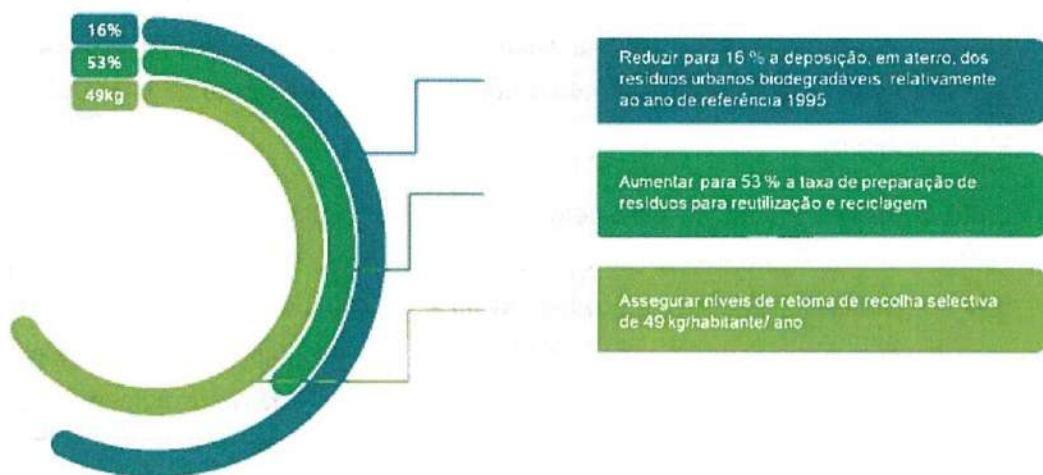 16%
53%
49kg
Reduzir para 16 % a deposição, em aterro, dos
resíduos urbanos biodegradáveis, relativamente
ao ano de referência 1995
Aumentar para 53 % a taxa de preparação de
resíduos para reutilização e reciclagem
Assegurar níveis de retoma de recolha selectiva
de 49 kg/habitante/ ano